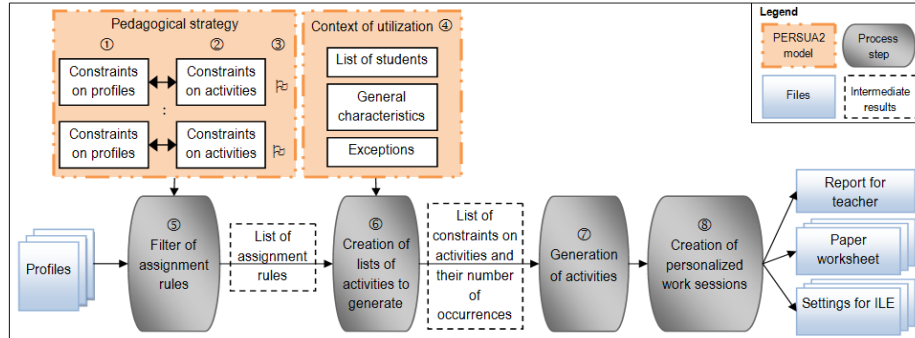 Pedagogical strategy
① ② ③
Constraints on profiles
Constraints on activities
:
Constraints on profiles
Constraints on activities
Context of utilization ④
List of students
General characteristics
Exceptions
Legend
PERSUA2 model
Process step
Files
Intermediate results
Profiles
⑤
Filter of
assignment
rules
List of
assignment
rules
⑥
Creation of
lists of
activities to
generate
List of
constraints on
activities and
their number
of
occurrences
⑦
Generation
of activities
⑧
Creation of
personalized
work sessions
Report for
teacher
Paper
worksheet
Settings for ILE